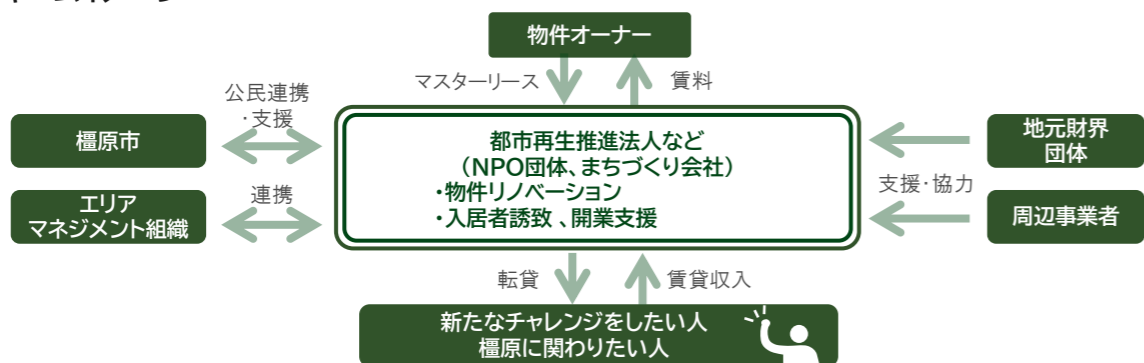 物件オーナー
マスターリース
賃料
公民連携
・支援
橿原市
都市再生推進法人など
（NPO団体、まちづくり会社）
・物件リノベーション
・入居者誘致、開業支援
地元財界
団体
エリア
マネジメント組織
連携
支援・協力
周辺事業者
転貸
賃貸収入
新たなチャレンジをしたい人
橿原に関わりたい人